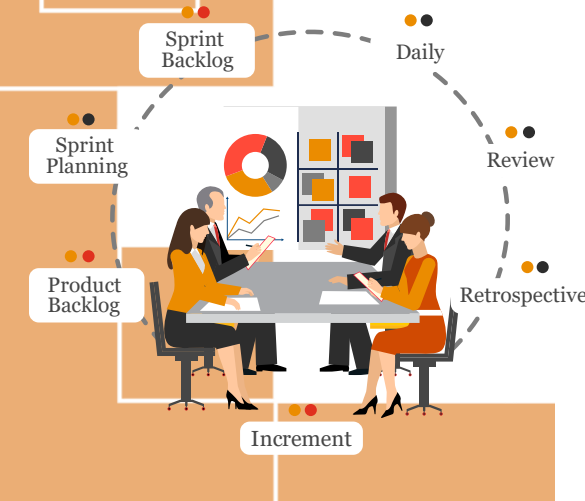 Sprint
Backlog
Daily
Sprint
Planning
Review
Product
Backlog
Retrospective
Increment